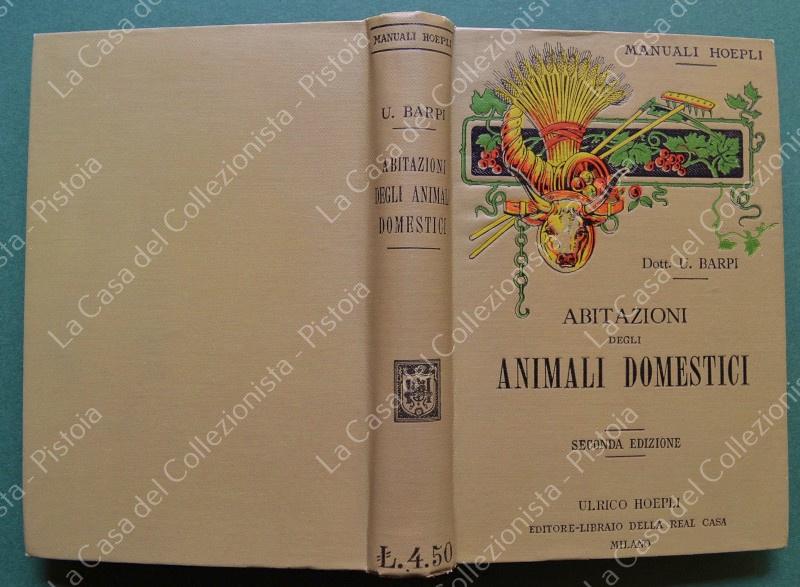 MANUALI HOEPLI
U. BARPI
ABITAZIONI
DEGLI ANIMALI
DOMESTICI
L. 4.50
MANUALI HOEPLI
Dott. U. BARPI
ABITAZIONI
DEGLI
ANIMALI DOMESTICI
SECONDA EDIZIONE
ULRICO HOEPLI
EDITORE-LIBRAIO DELLA REAL CASA
MILANO
La Casa del Collezionista - Pistoia